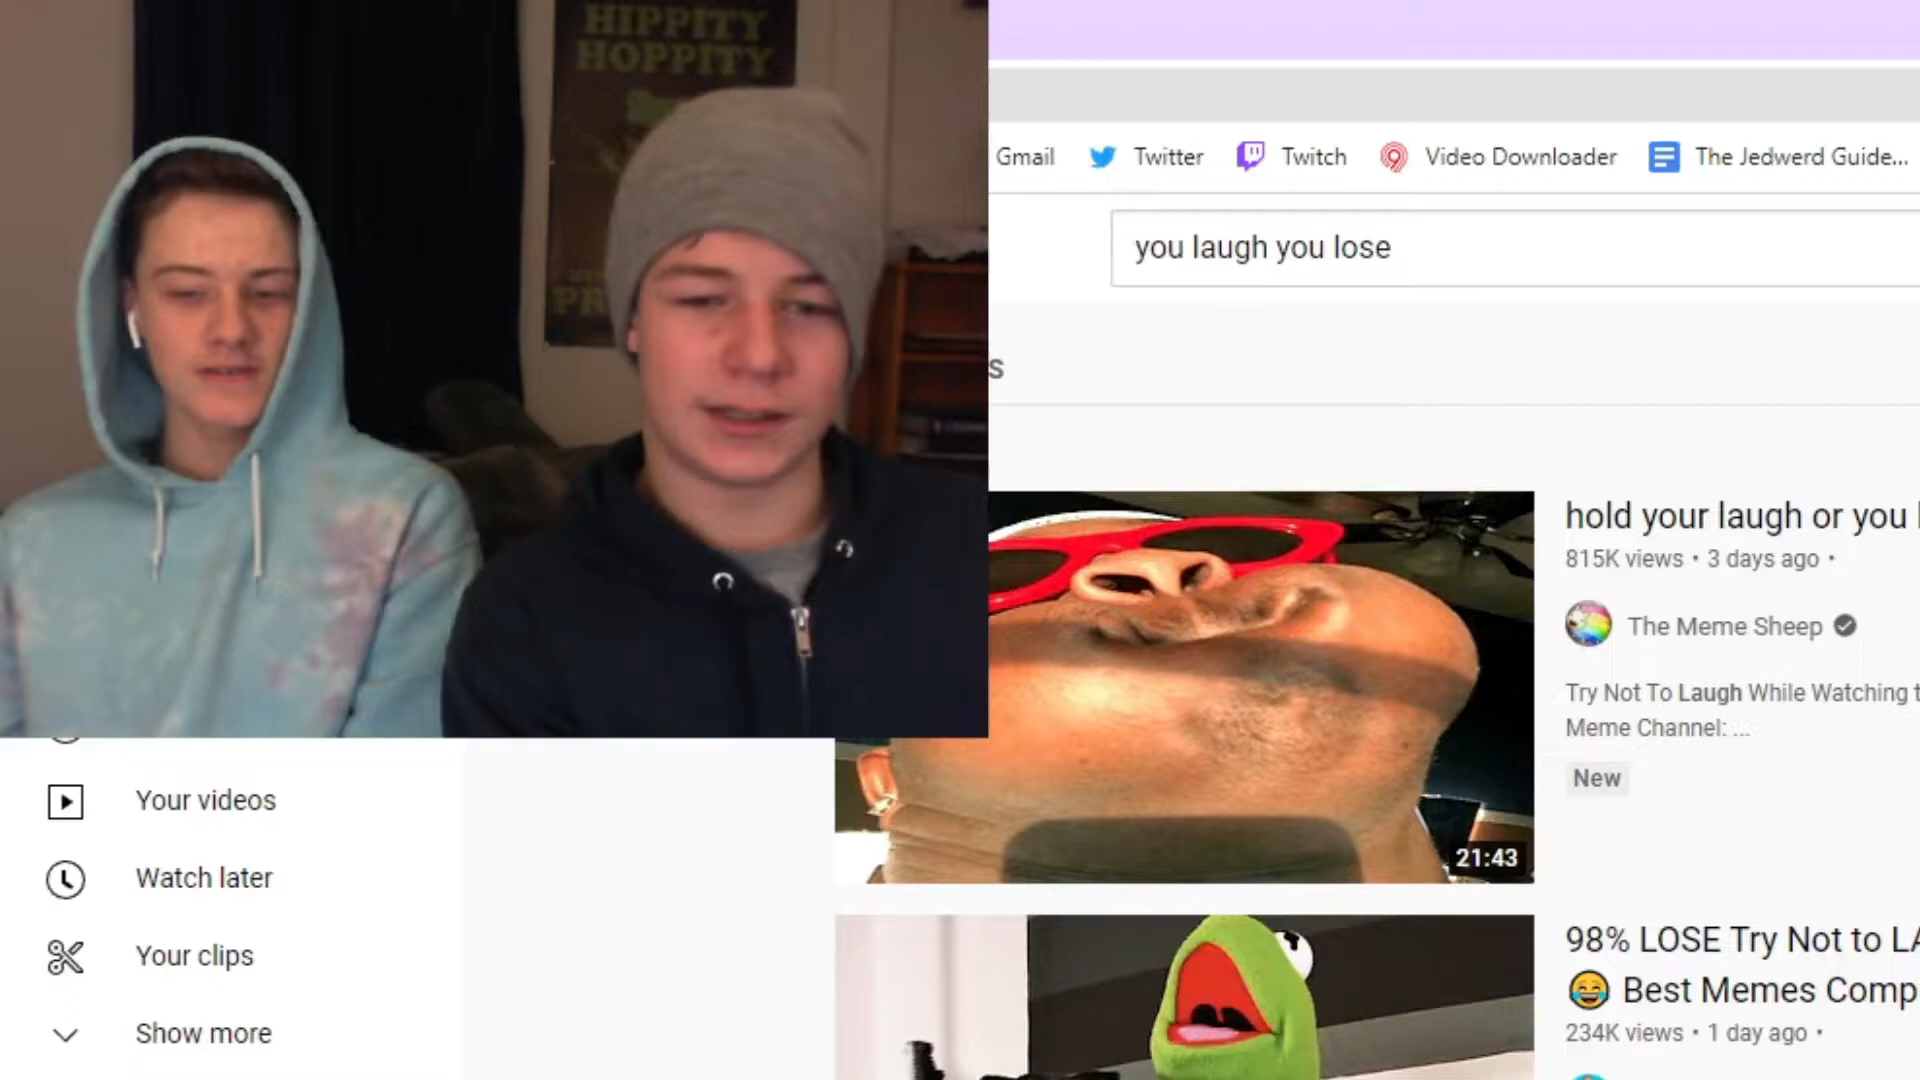 HIPPITY
HOPPITY
PR
Gmail
Twitter
Twitch
Video Downloader
The Jedwerd Guide...
you laugh you lose
s
hold your laugh or you l
815K views • 3 days ago •
The Meme Sheep
Try Not To Laugh While Watching t
Meme Channel: ...
New
21:43
Your videos
Watch later
Your clips
Show more
98% LOSE Try Not to LA
😂 Best Memes Comp
234K views • 1 day ago •